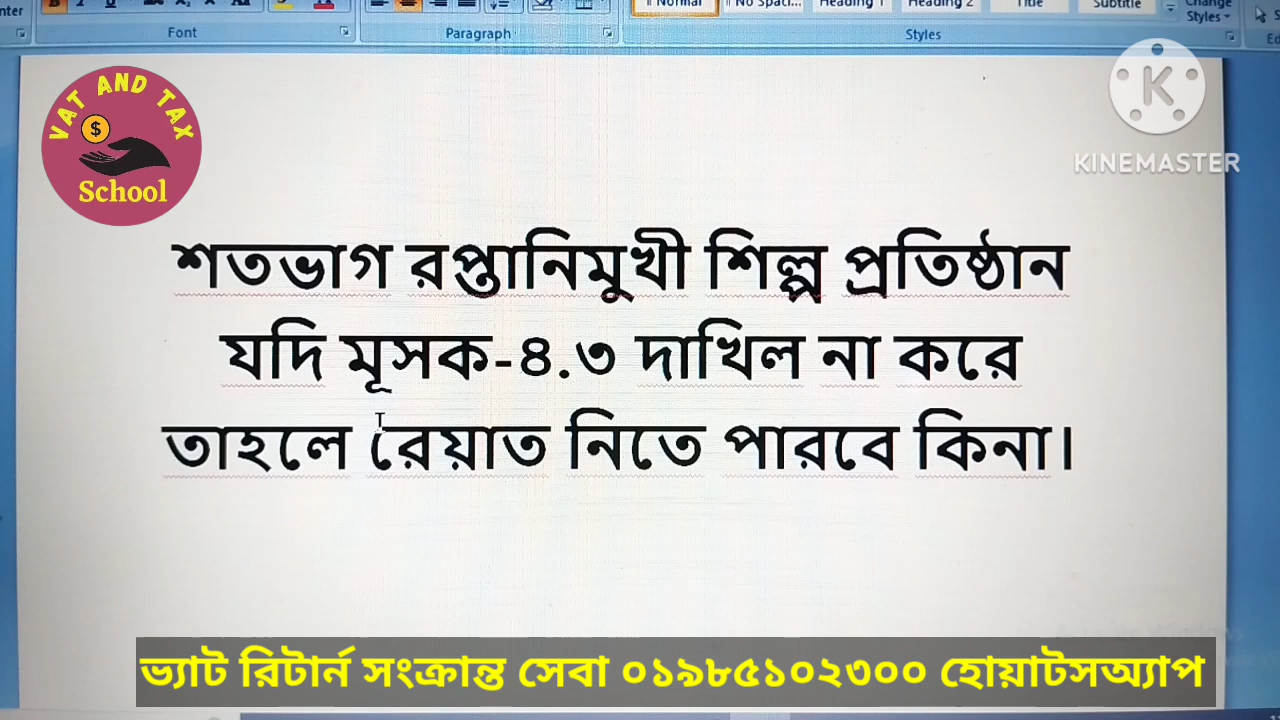 Font
Paragraph
Styles
Normal
No Spaci...
Heading 1
Heading 2
Title
Subtitle
Change
Styles
VAT AND TAX
School
K
KINEMASTER
শতভাগ রপ্তানিমুখী শিল্প প্রতিষ্ঠান
যদি মূসক-৪.৩ দাখিল না করে
তাহলে রেয়াত নিতে পারবে কিনা।
ভ্যাট রিটার্ন সংক্রান্ত সেবা ০১৯৮৫১০২৩০০ হোয়াটসঅ্যাপ